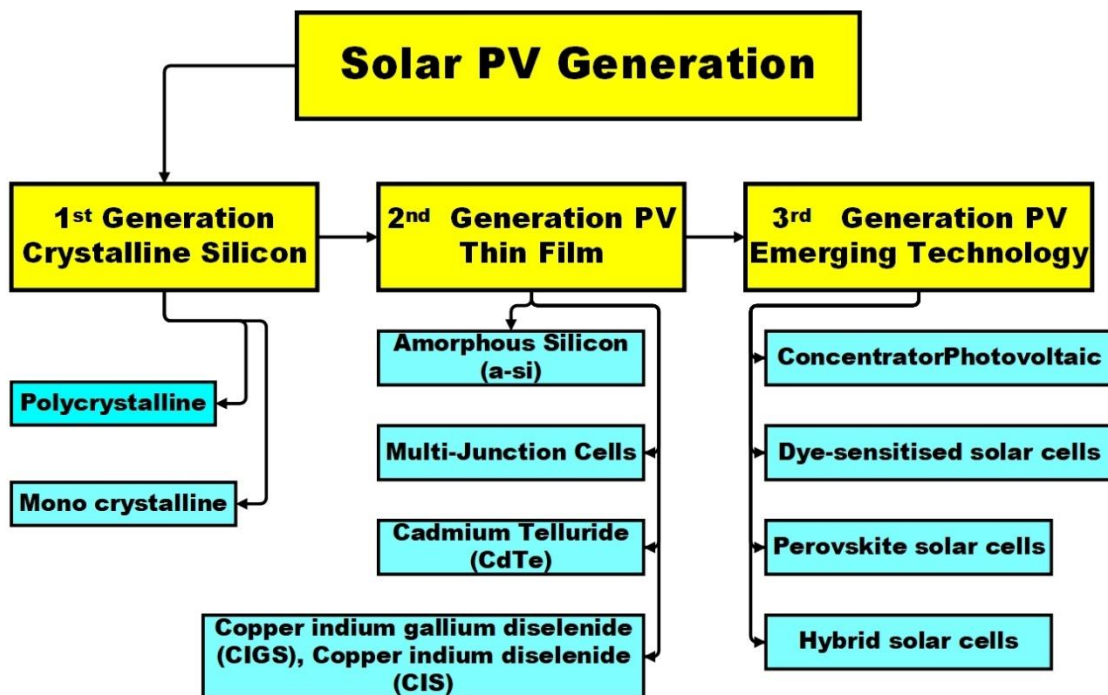 Solar PV Generation
1st Generation
Crystalline Silicon
2nd Generation PV
Thin Film
3rd Generation PV
Emerging Technology
Polycrystalline
Mono crystalline
Amorphous Silicon
(a-si)
Multi-Junction Cells
Cadmium Telluride
(CdTe)
Copper indium gallium diselenide
(CIGS), Copper indium diselenide
(CIS)
ConcentratorPhotovoltaic
Dye-sensitised solar cells
Perovskite solar cells
Hybrid solar cells